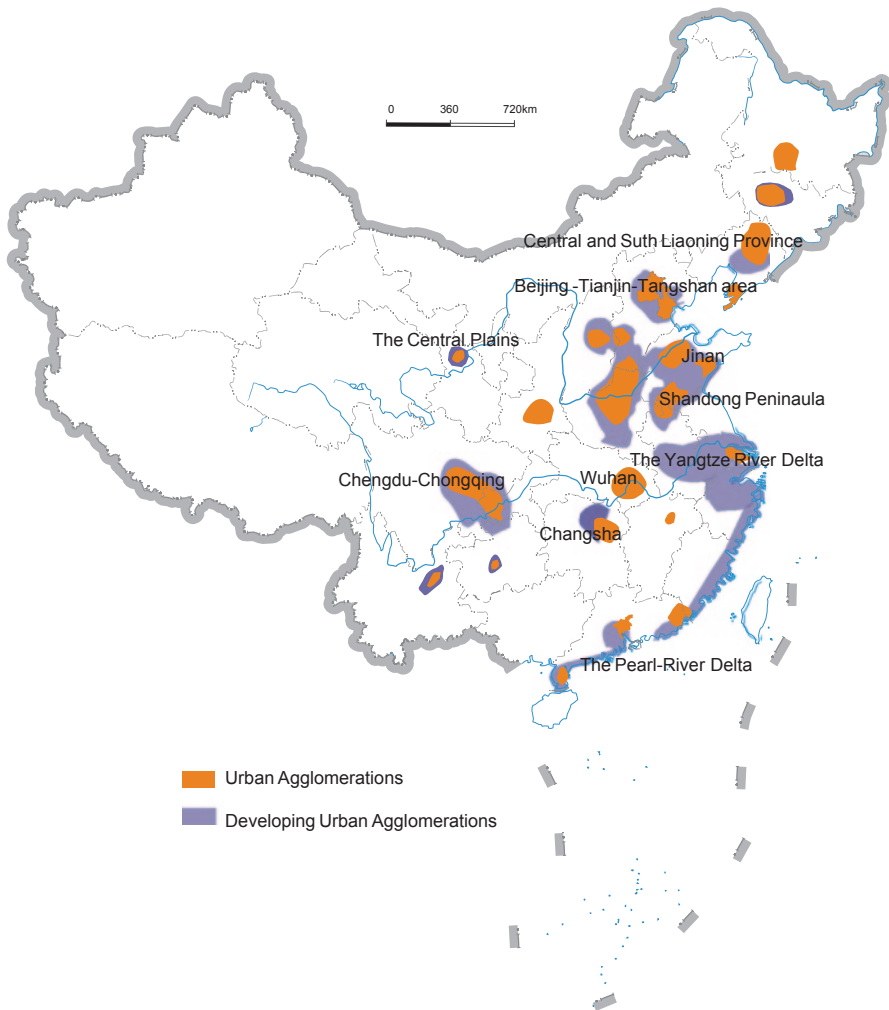 0 360 720km
Central and Suth Liaoning Province
Beijing -Tianjin-Tangshan area
The Central Plains
Jinan
Shandong Peninaula
The Yangtze River Delta
Chengdu-Chongqing
Wuhan
Changsha
The Pearl-River Delta
Urban Agglomerations
Developing Urban Agglomerations